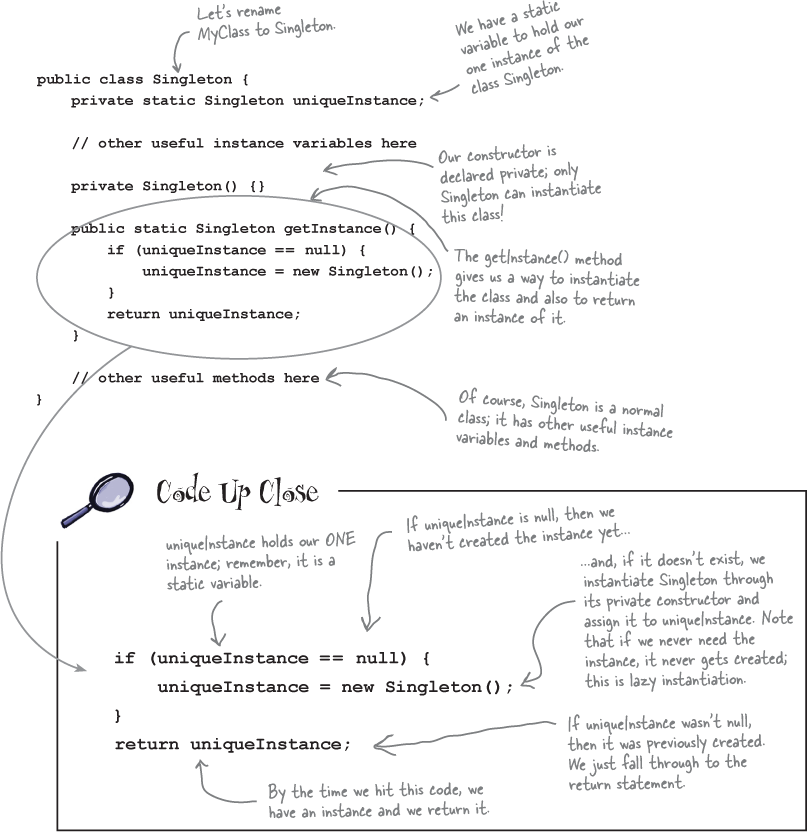 Let's rename
MyClass to Singleton.
We have a static
variable to hold our
one instance of the
class Singleton.
public class Singleton {
private static Singleton uniqueInstance;
// other useful instance variables here
Our constructor is
declared private; only
Singleton can instantiate
this class!
private Singleton() {}
public static Singleton getInstance() {
if (uniqueInstance == null) {
uniqueInstance = new Singleton();
}
return uniqueInstance;
}
The getInstance() method
gives us a way to instantiate
the class and also to return
an instance of it.
// other useful methods here
}
Of course, Singleton is a normal
class; it has other useful instance
variables and methods.
Code Up Close
uniqueInstance holds our ONE
instance; remember, it is a
static variable.
If uniqueInstance is null, then we
haven't created the instance yet...
...and, if it doesn't exist, we
instantiate Singleton through
its private constructor and
assign it to uniqueInstance. Note
that if we never need the
instance, it never gets created;
this is lazy instantiation.
if (uniqueInstance == null) {
uniqueInstance = new Singleton();
}
return uniqueInstance;
If uniqueInstance wasn't null,
then it was previously created.
We just fall through to the
return statement.
By the time we hit this code, we
have an instance and we return it.